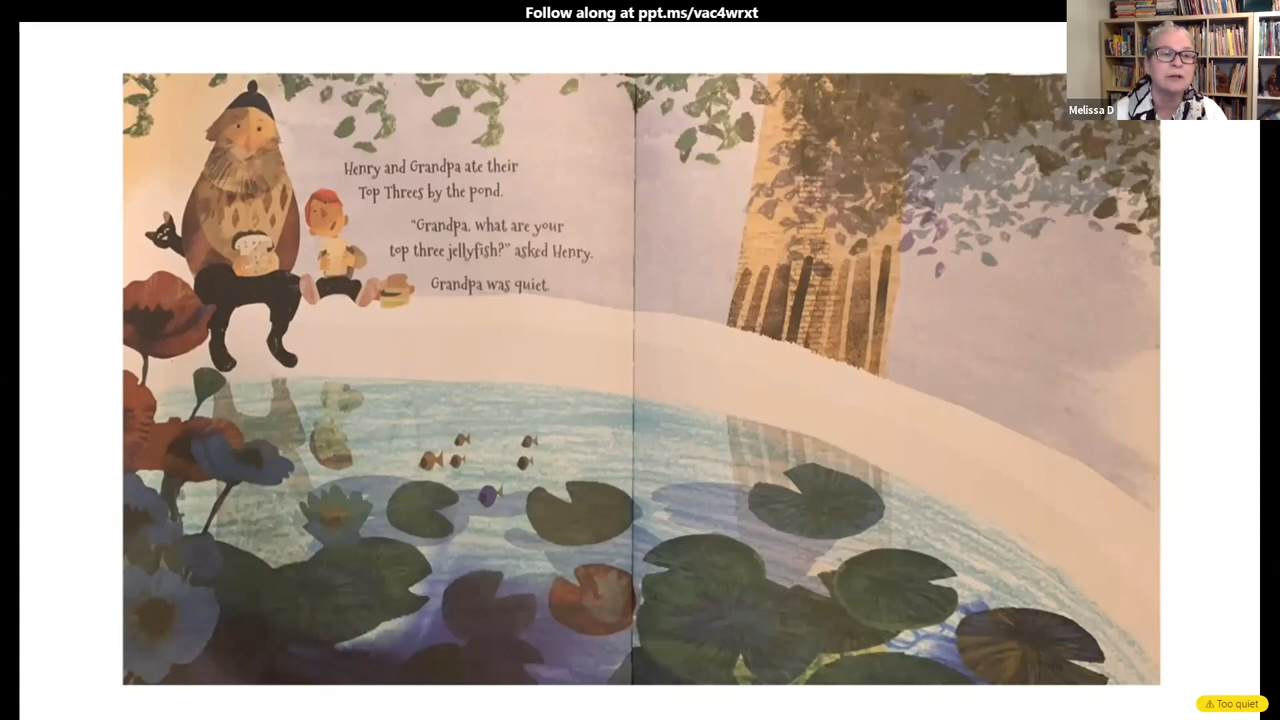 Follow along at ppt.ms/vac4wrxt
Melissa D
Henry and Grandpa ate their
Top Threes by the pond.
"Grandpa, what are your
top three jellyfish?" asked Henry.
Grandpa was quiet.
⚠ Too quiet